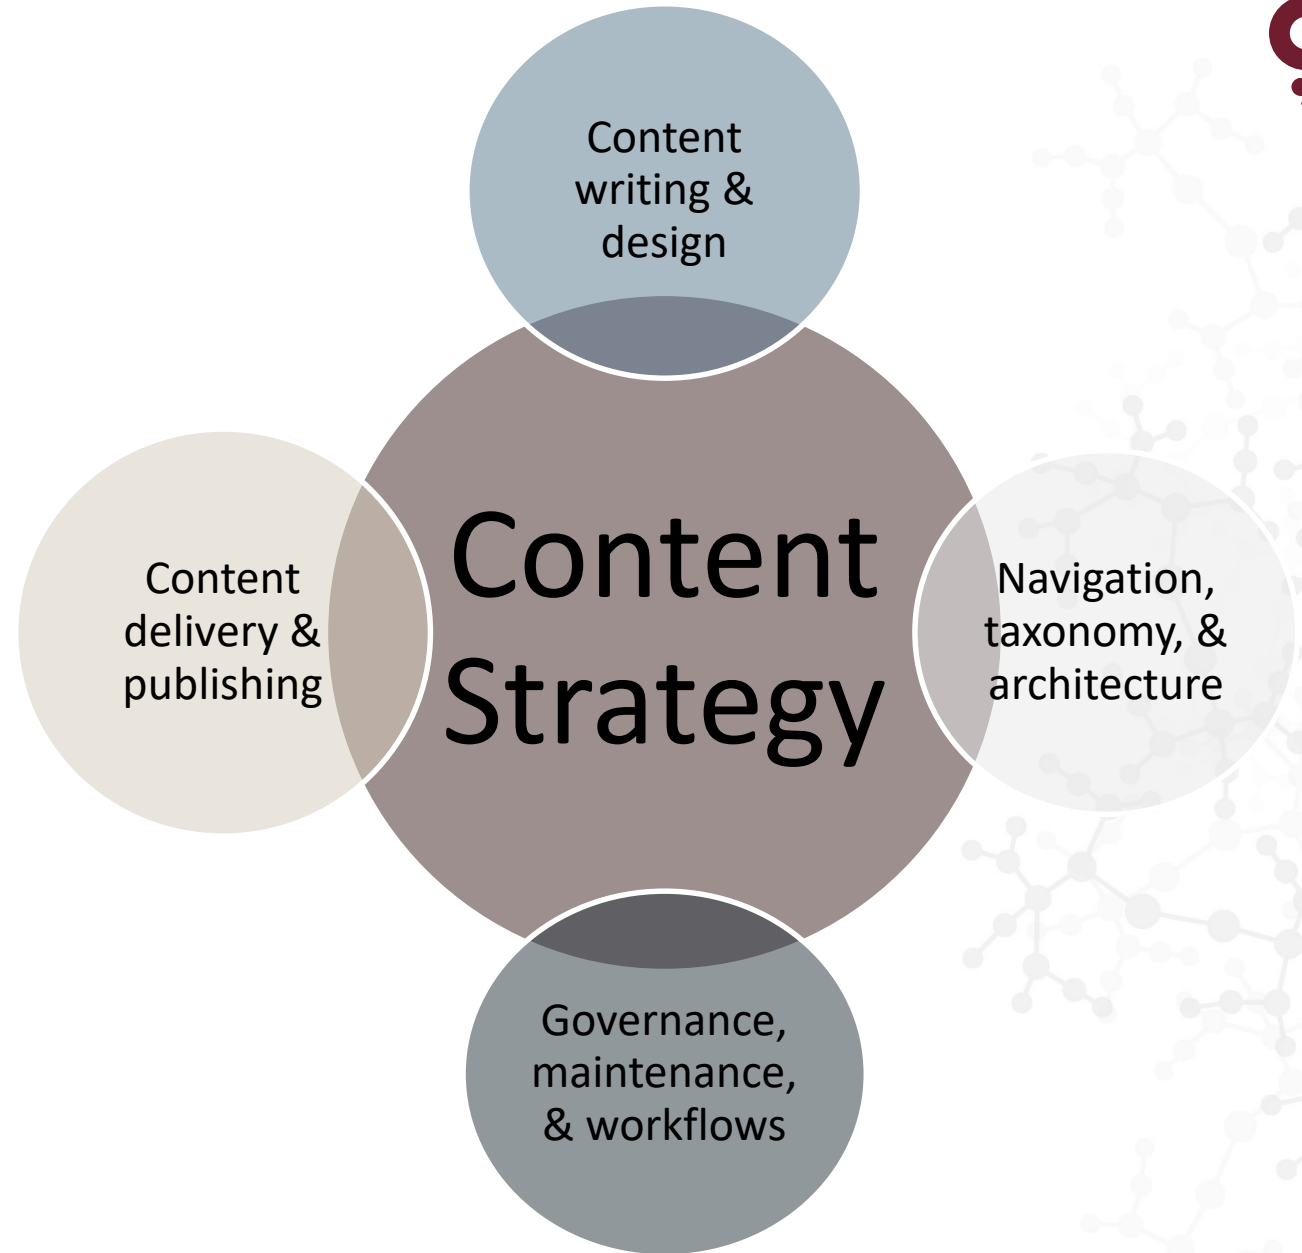 Content
writing &
design
Content
Strategy
Content
delivery &
publishing
Navigation,
taxonomy, &
architecture
Governance,
maintenance,
& workflows